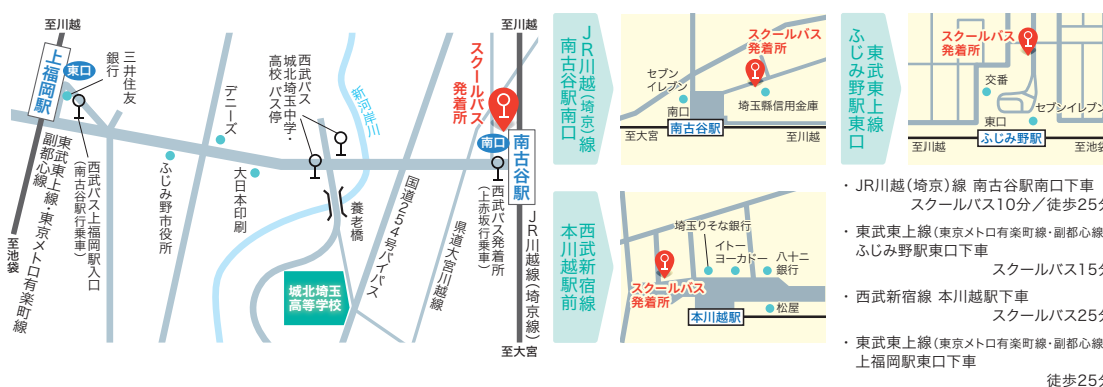 至川越
上福岡駅
東口
三井住友
銀行
デニーズ
西武バス
城北埼玉中学・
高校 バス停
新河岸川
スクールバス
発着所
至川越
南口
南古谷駅
西武バス発着所
(上赤坂行乗車)
JR川越線(埼京線)
至大宮
東武東上線・東京メトロ有楽町線
副都心線
至池袋
西武バス上福岡駅入口
(南古谷駅行乗車)
ふじみ野市役所
大日本印刷
養老橋
国道254号バイパス
県道大宮川越線
城北埼玉
高等学校
JR川越(埼京)線
南古谷駅南口
スクールバス
発着所
セブン
イレブン
埼玉縣信用金庫
南口
南古谷駅
至大宮
至川越
西武新宿線
本川越駅前
埼玉りそな銀行
イトー
ヨーカドー
八十二
銀行
スクールバス
発着所
松屋
本川越駅
東武東上線
ふじみ野駅東口
スクールバス
発着所
交番
セブンイレブン
東口
ふじみ野駅
至川越
至池袋
・JR川越(埼京)線 南古谷駅南口下車
スクールバス10分／徒歩25分
・東武東上線(東京メトロ有楽町線・副都心線
ふじみ野駅東口下車
スクールバス15分
・西武新宿線 本川越駅下車
スクールバス25分
・東武東上線(東京メトロ有楽町線・副都心線
上福岡駅東口下車
徒歩25分